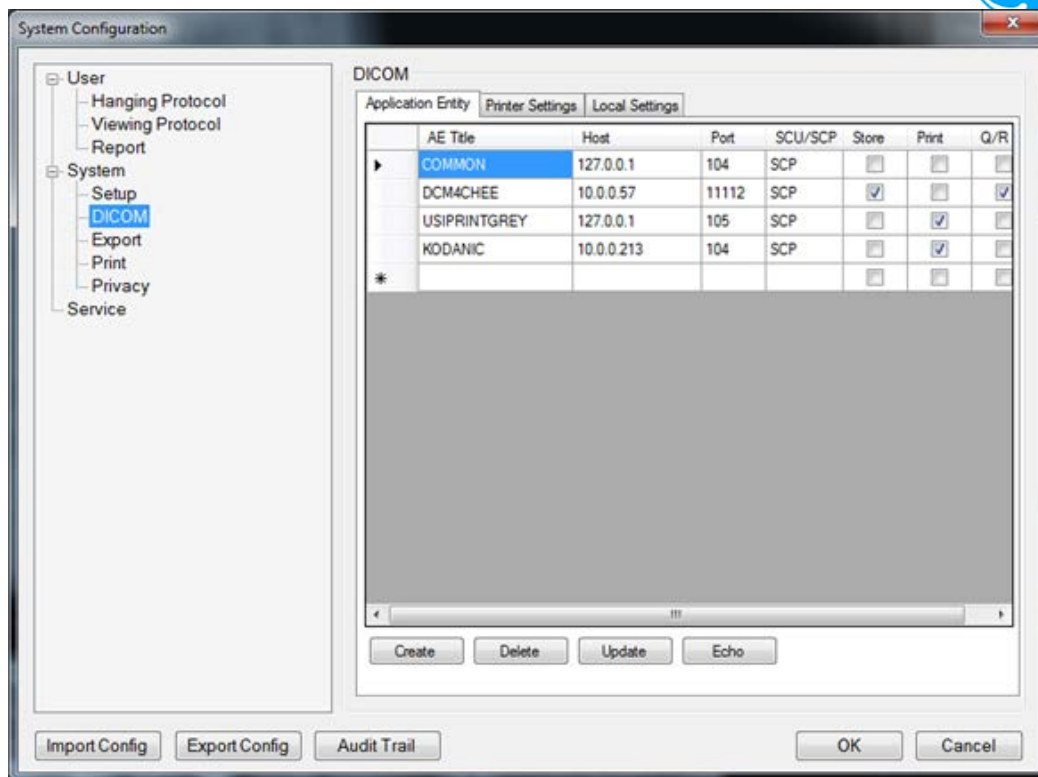 System Configuration
User
Hanging Protocol
Viewing Protocol
Report
System
Setup
DICOM
Export
Print
Privacy
Service
DICOM
Application Entity Printer Settings Local Settings
AE Title Host Port SCU/SCP Store Print Q/R
COMMON 127.0.0.1 104 SCP
DCM4CHEE 10.0.0.57 11112 SCP
USIPRINTGREY 127.0.0.1 105 SCP
KODANIC 10.0.0.213 104 SCP
Create Delete Update Echo
Import Config Export Config Audit Trail OK Cancel